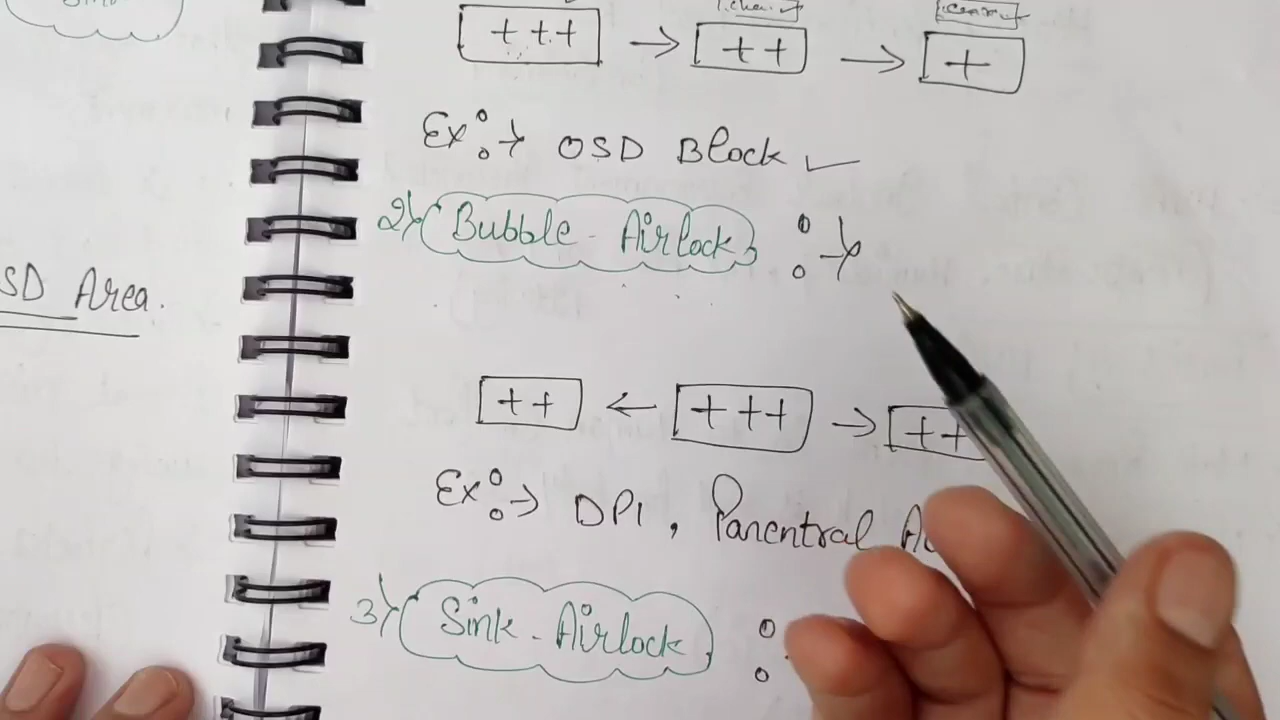 +++ → ++ → +
Ex:→ OSD Block ✓
2) Bubble - Airlock :→
SD Area.
++ ← +++ → ++
Ex:→ DPI, Parentral
3) Sink - Airlock :